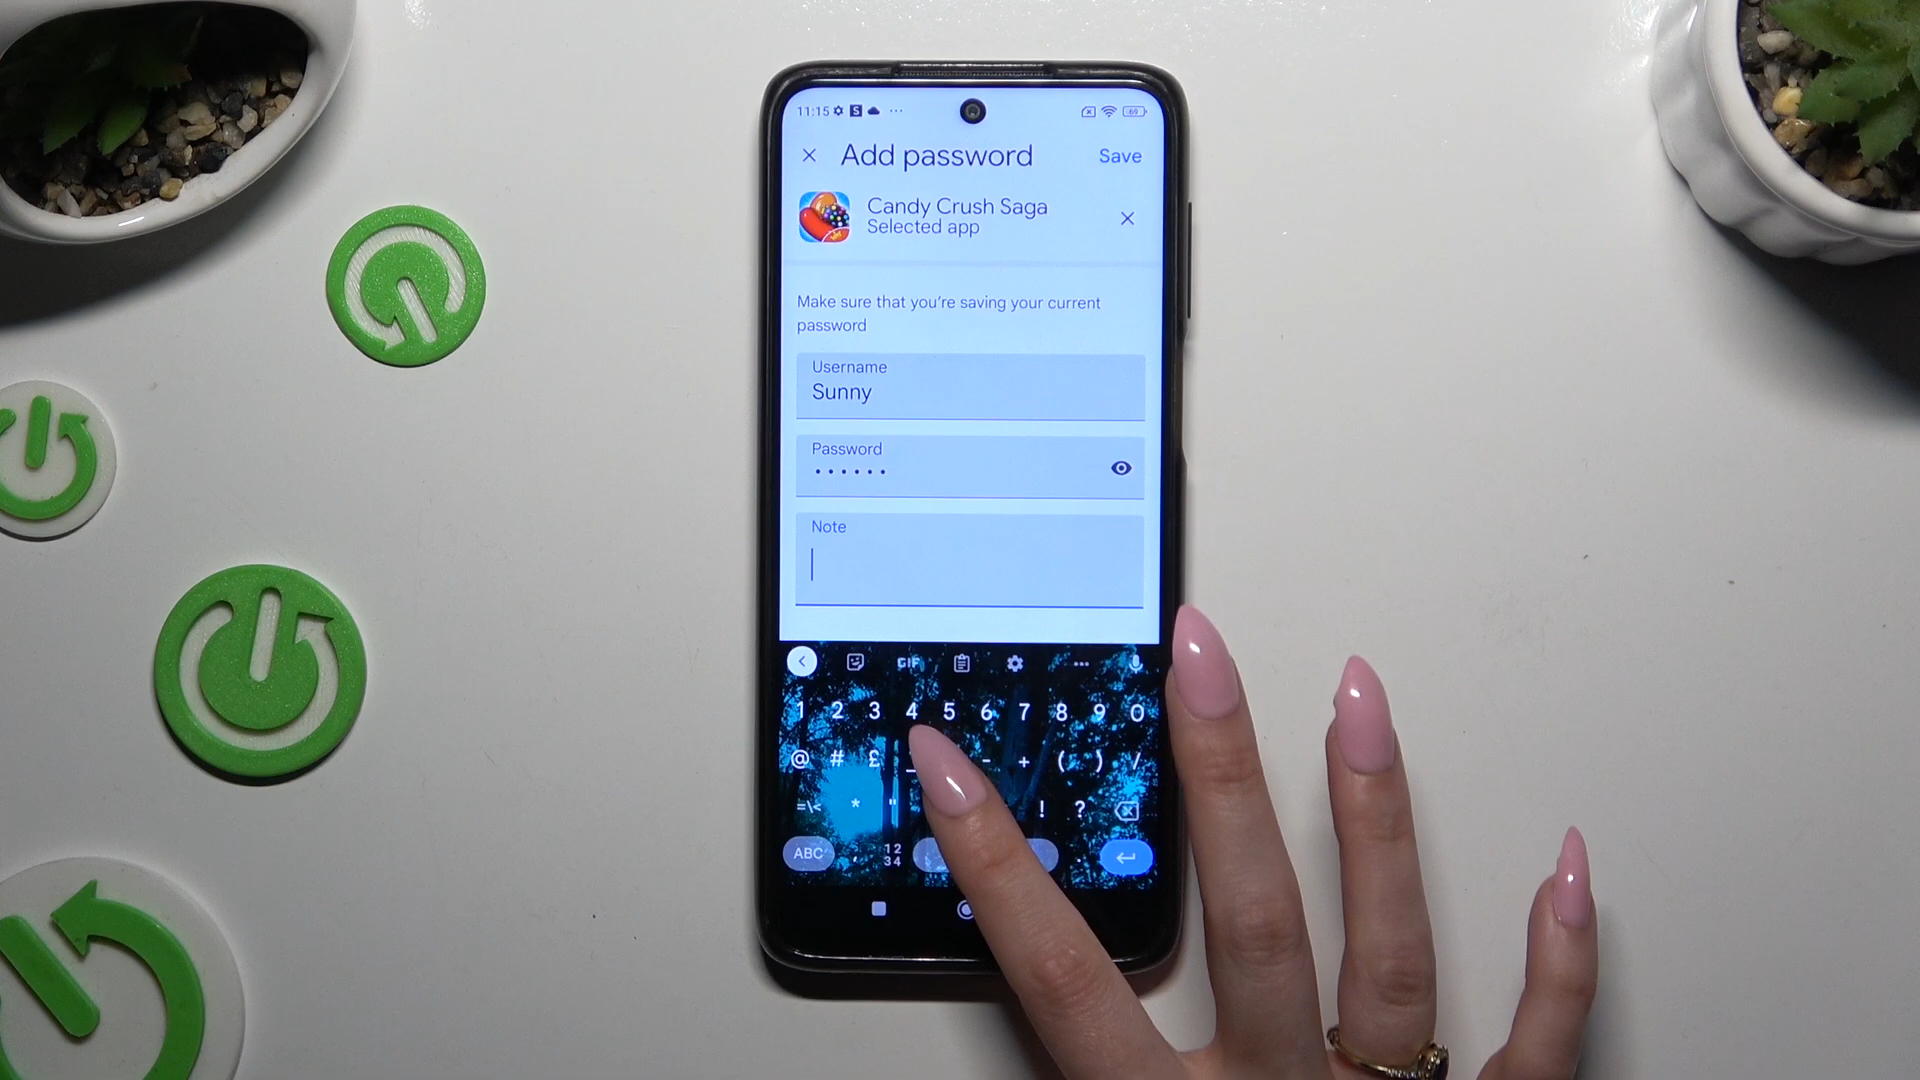 11:15
69
Add password
Save
Candy Crush Saga
Selected app
Make sure that you're saving your current
password
Username
Sunny
Password
••••••
Note
GIF
1 2 3 4 5 6 7 8 9 0
@ # £ _ - + ( ) /
=\< * " ! ?
ABC , 12 34 .